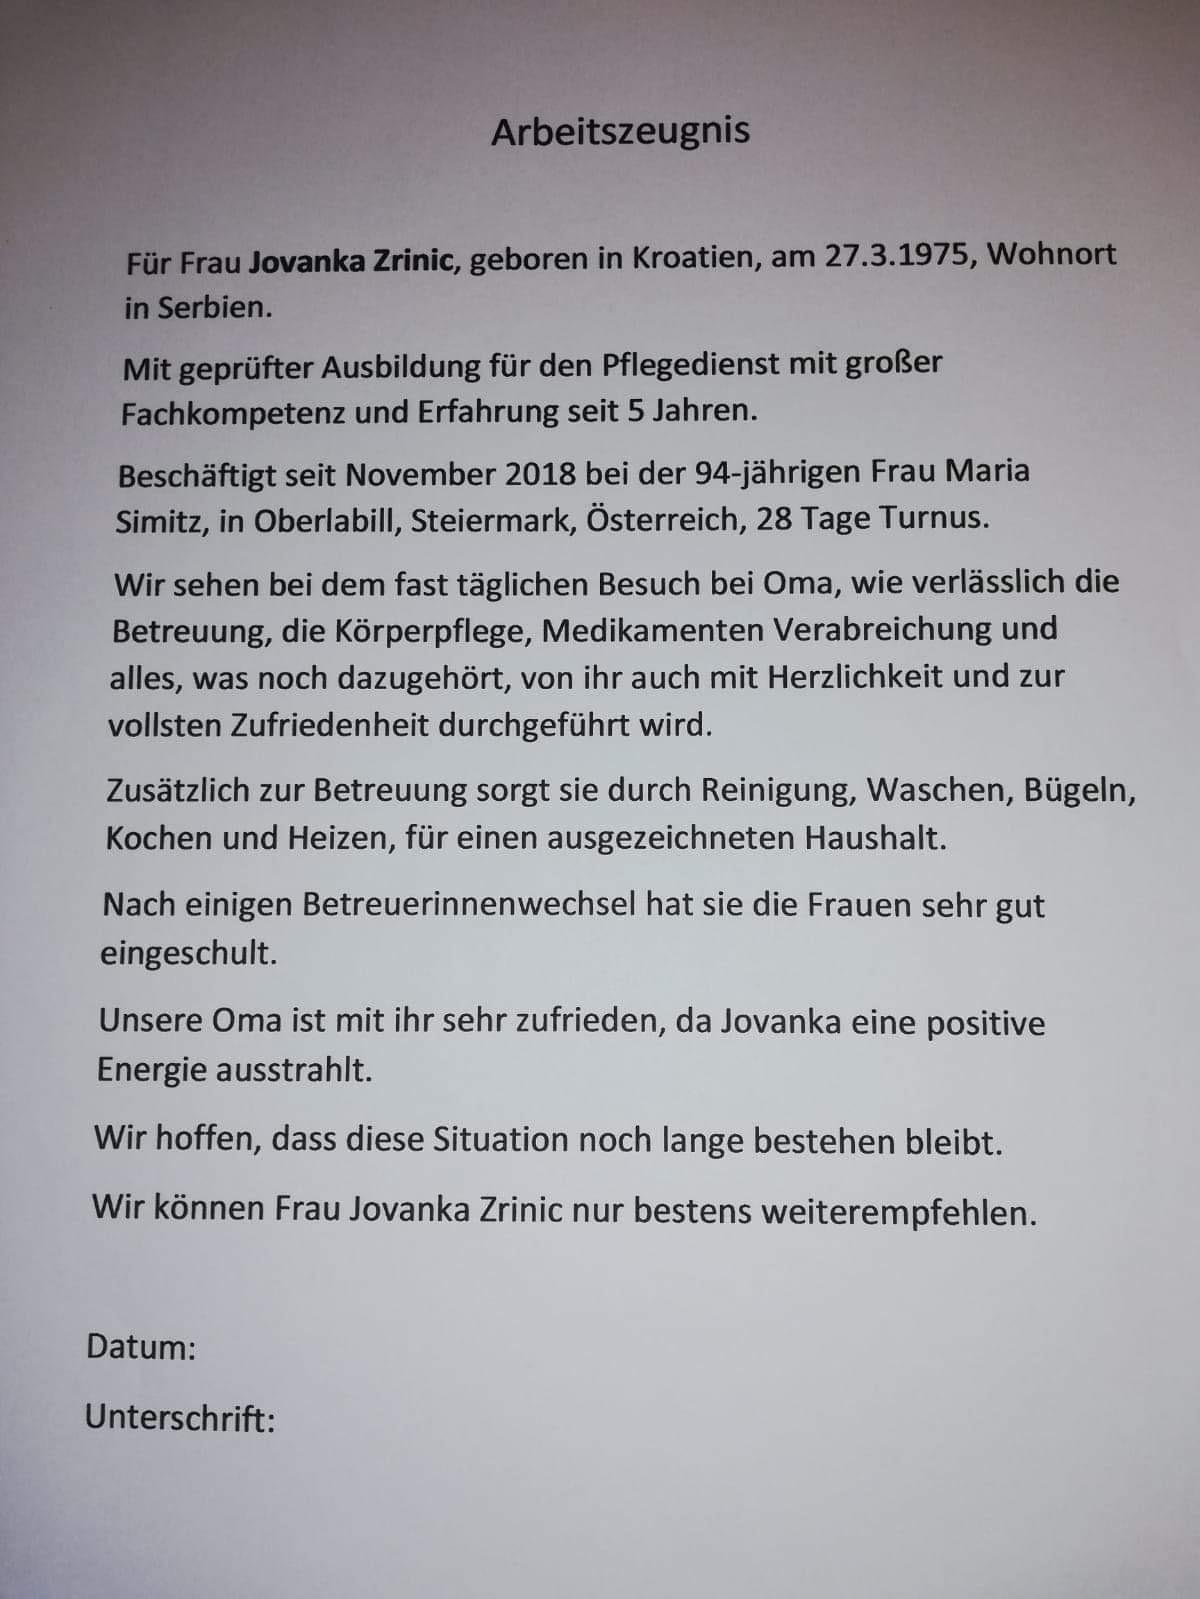 Arbeitszeugnis
Für Frau Jovanka Zrinic, geboren in Kroatien, am 27.3.1975, Wohnort
in Serbien.
Mit geprüfter Ausbildung für den Pflegedienst mit großer
Fachkompetenz und Erfahrung seit 5 Jahren.
Beschäftigt seit November 2018 bei der 94-jährigen Frau Maria
Simitz, in Oberlabill, Steiermark, Österreich, 28 Tage Turnus.
Wir sehen bei dem fast täglichen Besuch bei Oma, wie verlässlich die
Betreuung, die Körperpflege, Medikamenten Verabreichung und
alles, was noch dazugehört, von ihr auch mit Herzlichkeit und zur
vollsten Zufriedenheit durchgeführt wird.
Zusätzlich zur Betreuung sorgt sie durch Reinigung, Waschen, Bügeln,
Kochen und Heizen, für einen ausgezeichneten Haushalt.
Nach einigen Betreuerinnenwechsel hat sie die Frauen sehr gut
eingeschult.
Unsere Oma ist mit ihr sehr zufrieden, da Jovanka eine positive
Energie ausstrahlt.
Wir hoffen, dass diese Situation noch lange bestehen bleibt.
Wir können Frau Jovanka Zrinic nur bestens weiterempfehlen.
Datum:
Unterschrift: